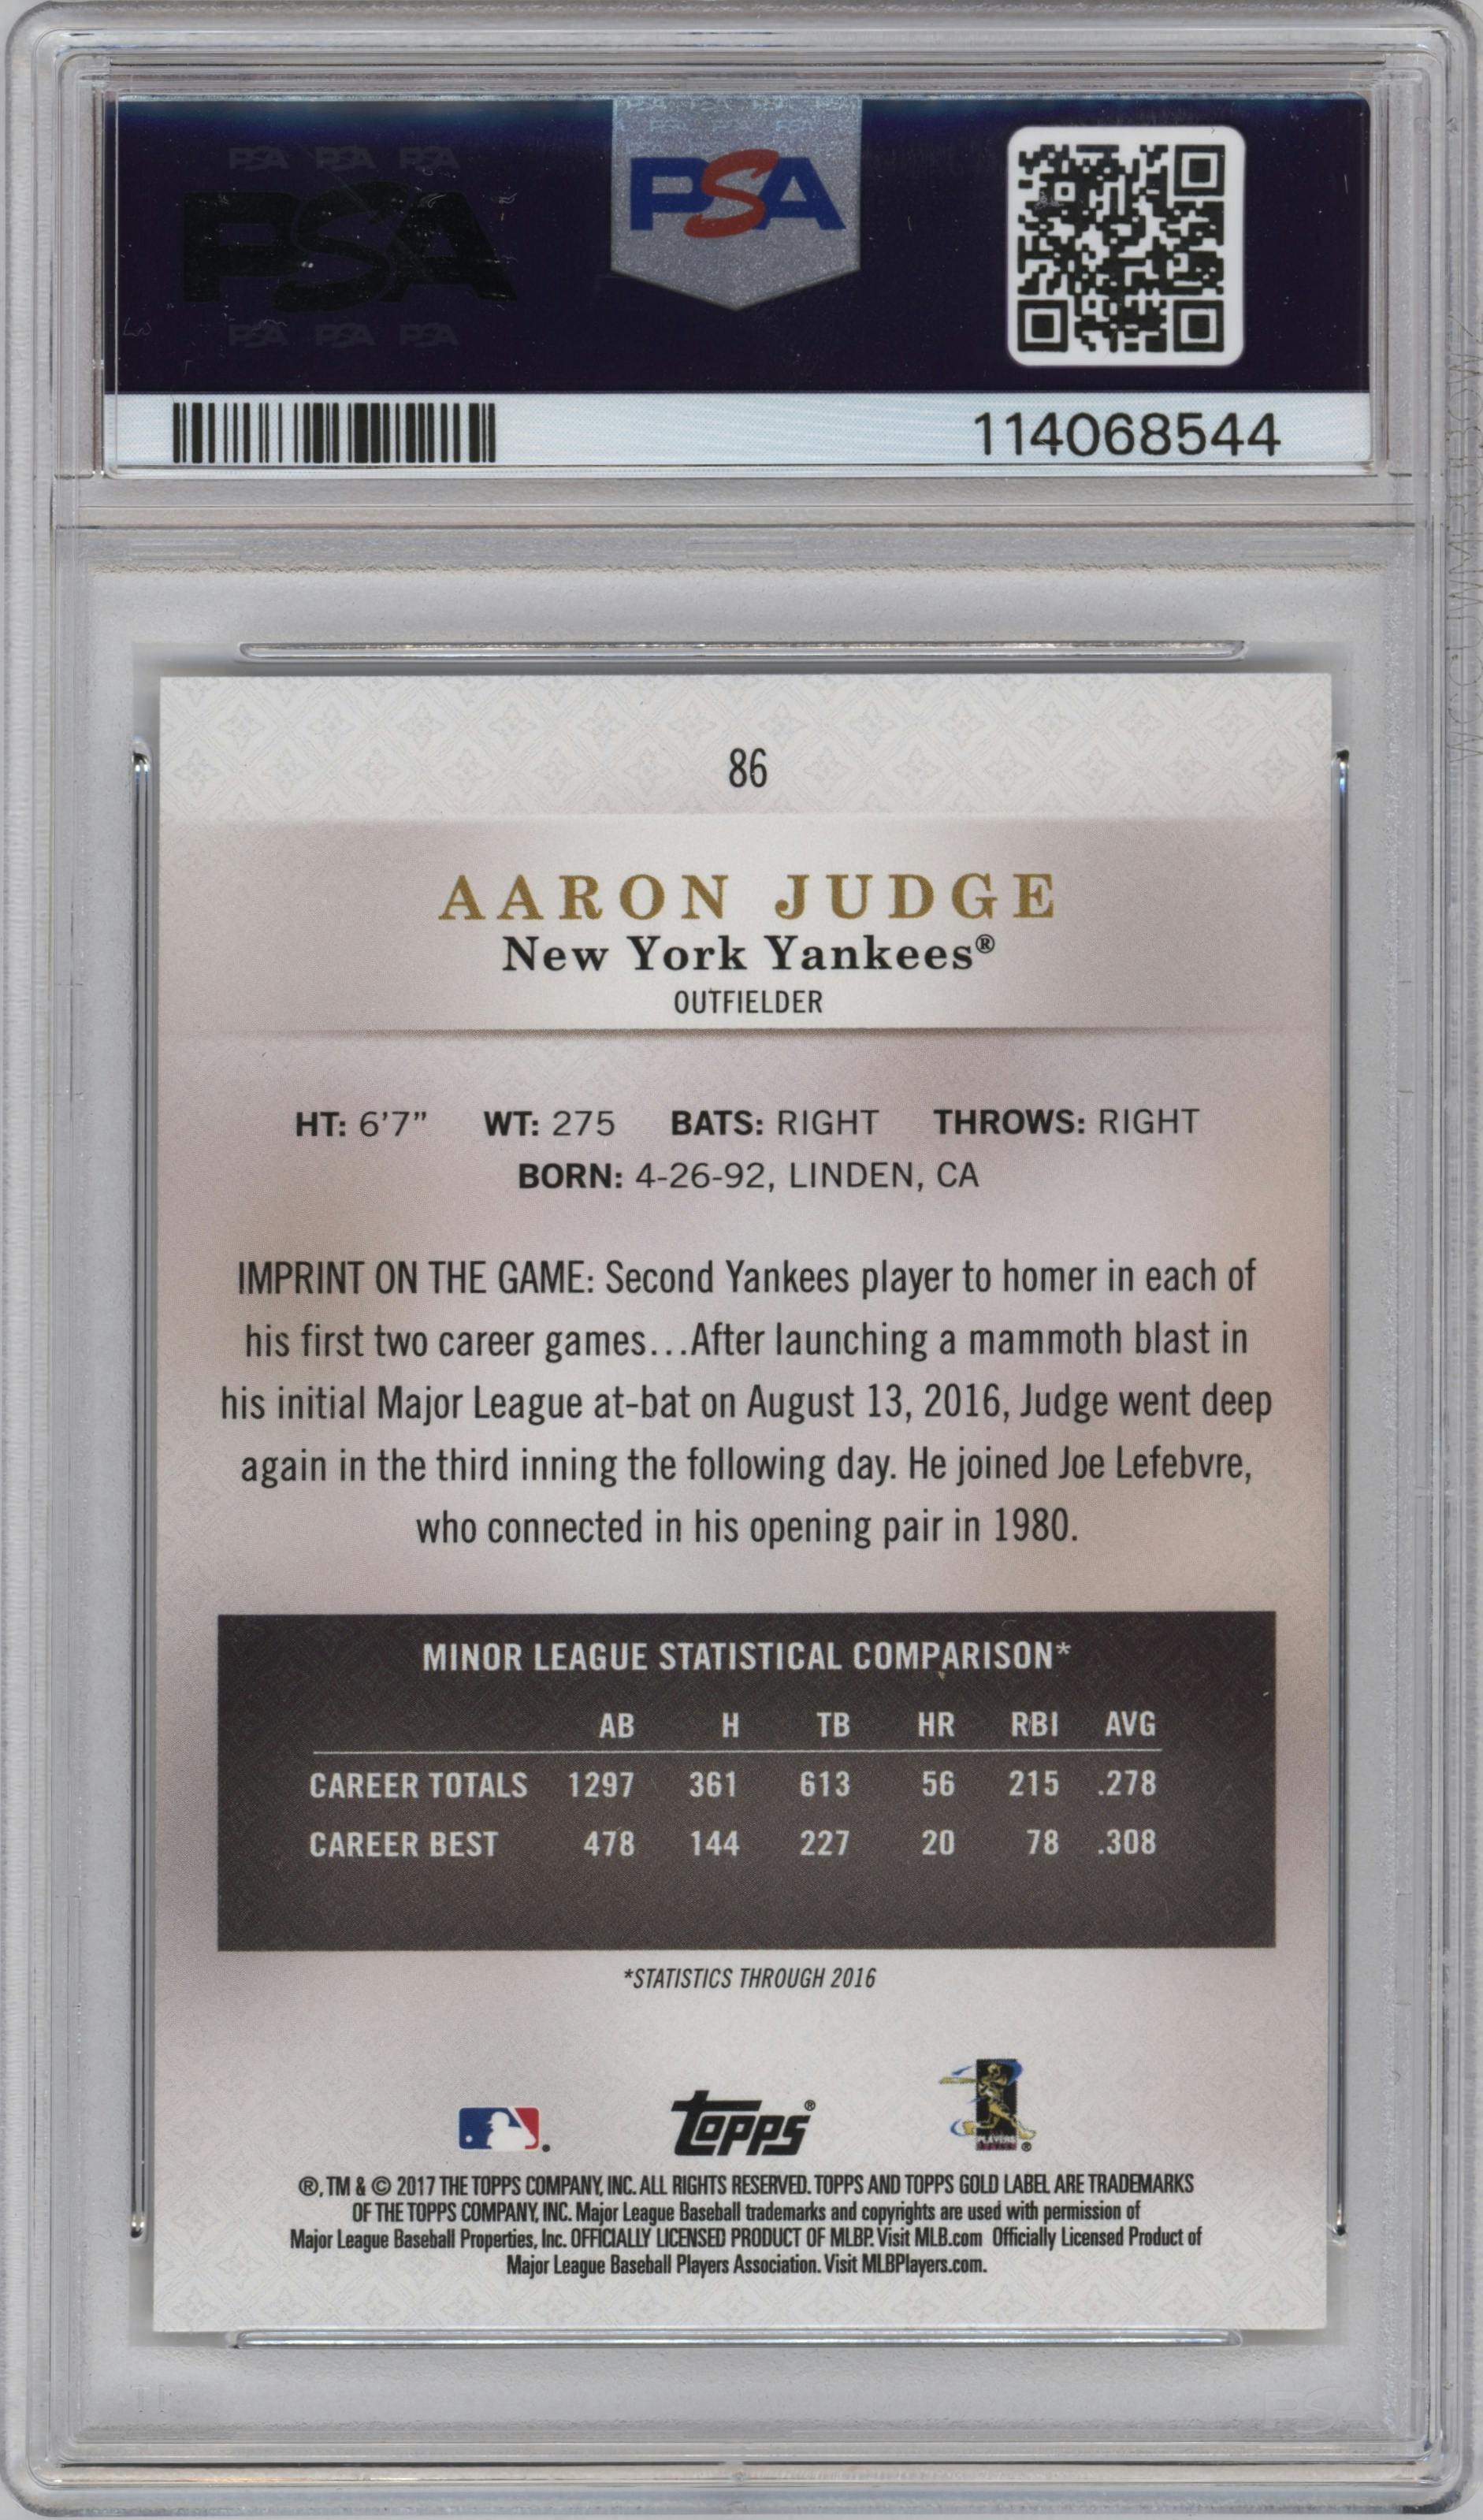 PSA PSA PSA
PSA
PSA PSA PSA
PSA
114068544
86
AARON JUDGE
New York Yankees®
OUTFIELDER
HT: 6'7" WT: 275 BATS: RIGHT THROWS: RIGHT
BORN: 4-26-92, LINDEN, CA
IMPRINT ON THE GAME: Second Yankees player to homer in each of
his first two career games...After launching a mammoth blast in
his initial Major League at-bat on August 13, 2016, Judge went deep
again in the third inning the following day. He joined Joe Lefebvre,
who connected in his opening pair in 1980.
MINOR LEAGUE STATISTICAL COMPARISON*
AB H TB HR RBI AVG
CAREER TOTALS 1297 361 613 56 215 .278
CAREER BEST 478 144 227 20 78 .308
*STATISTICS THROUGH 2016
topps®
PLAYERS
®, TM & © 2017 THE TOPPS COMPANY, INC. ALL RIGHTS RESERVED. TOPPS AND TOPPS GOLD LABEL ARE TRADEMARKS
OF THE TOPPS COMPANY, INC. Major League Baseball trademarks and copyrights are used with permission of
Major League Baseball Properties, Inc. OFFICIALLY LICENSED PRODUCT OF MLBP. Visit MLB.com Officially Licensed Product of
Major League Baseball Players Association. Visit MLBPlayers.com.
PSA